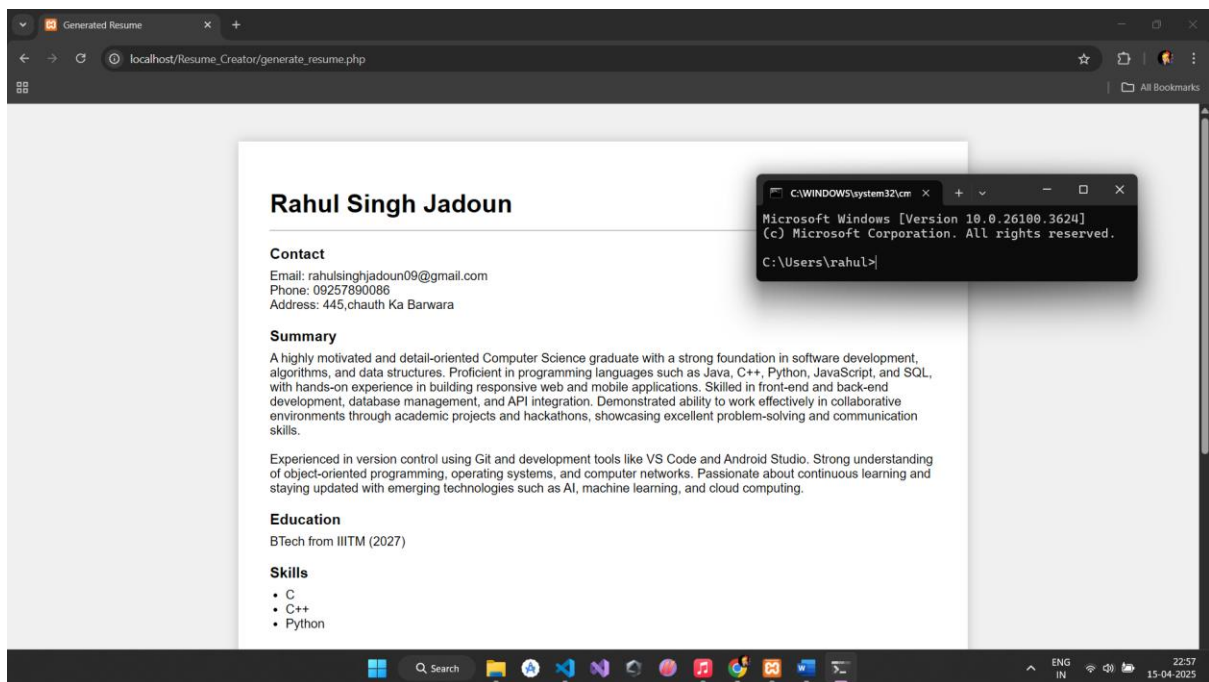 Generated Resume
localhost/Resume_Creator/generate_resume.php
All Bookmarks
Rahul Singh Jadoun
Contact
Email: rahulsinghjadoun09@gmail.com
Phone: 09257890086
Address: 445,chauth Ka Barwara
Summary
A highly motivated and detail-oriented Computer Science graduate with a strong foundation in software development,
algorithms, and data structures. Proficient in programming languages such as Java, C++, Python, JavaScript, and SQL,
with hands-on experience in building responsive web and mobile applications. Skilled in front-end and back-end
development, database management, and API integration. Demonstrated ability to work effectively in collaborative
environments through academic projects and hackathons, showcasing excellent problem-solving and communication
skills.
Experienced in version control using Git and development tools like VS Code and Android Studio. Strong understanding
of object-oriented programming, operating systems, and computer networks. Passionate about continuous learning and
staying updated with emerging technologies such as AI, machine learning, and cloud computing.
Education
BTech from IIITM (2027)
Skills
• C
• C++
• Python
C:\WINDOWS\system32\cm
Microsoft Windows [Version 10.0.26100.3624]
(c) Microsoft Corporation. All rights reserved.
C:\Users\rahul>
Search
ENG
IN
22:57
15-04-2025